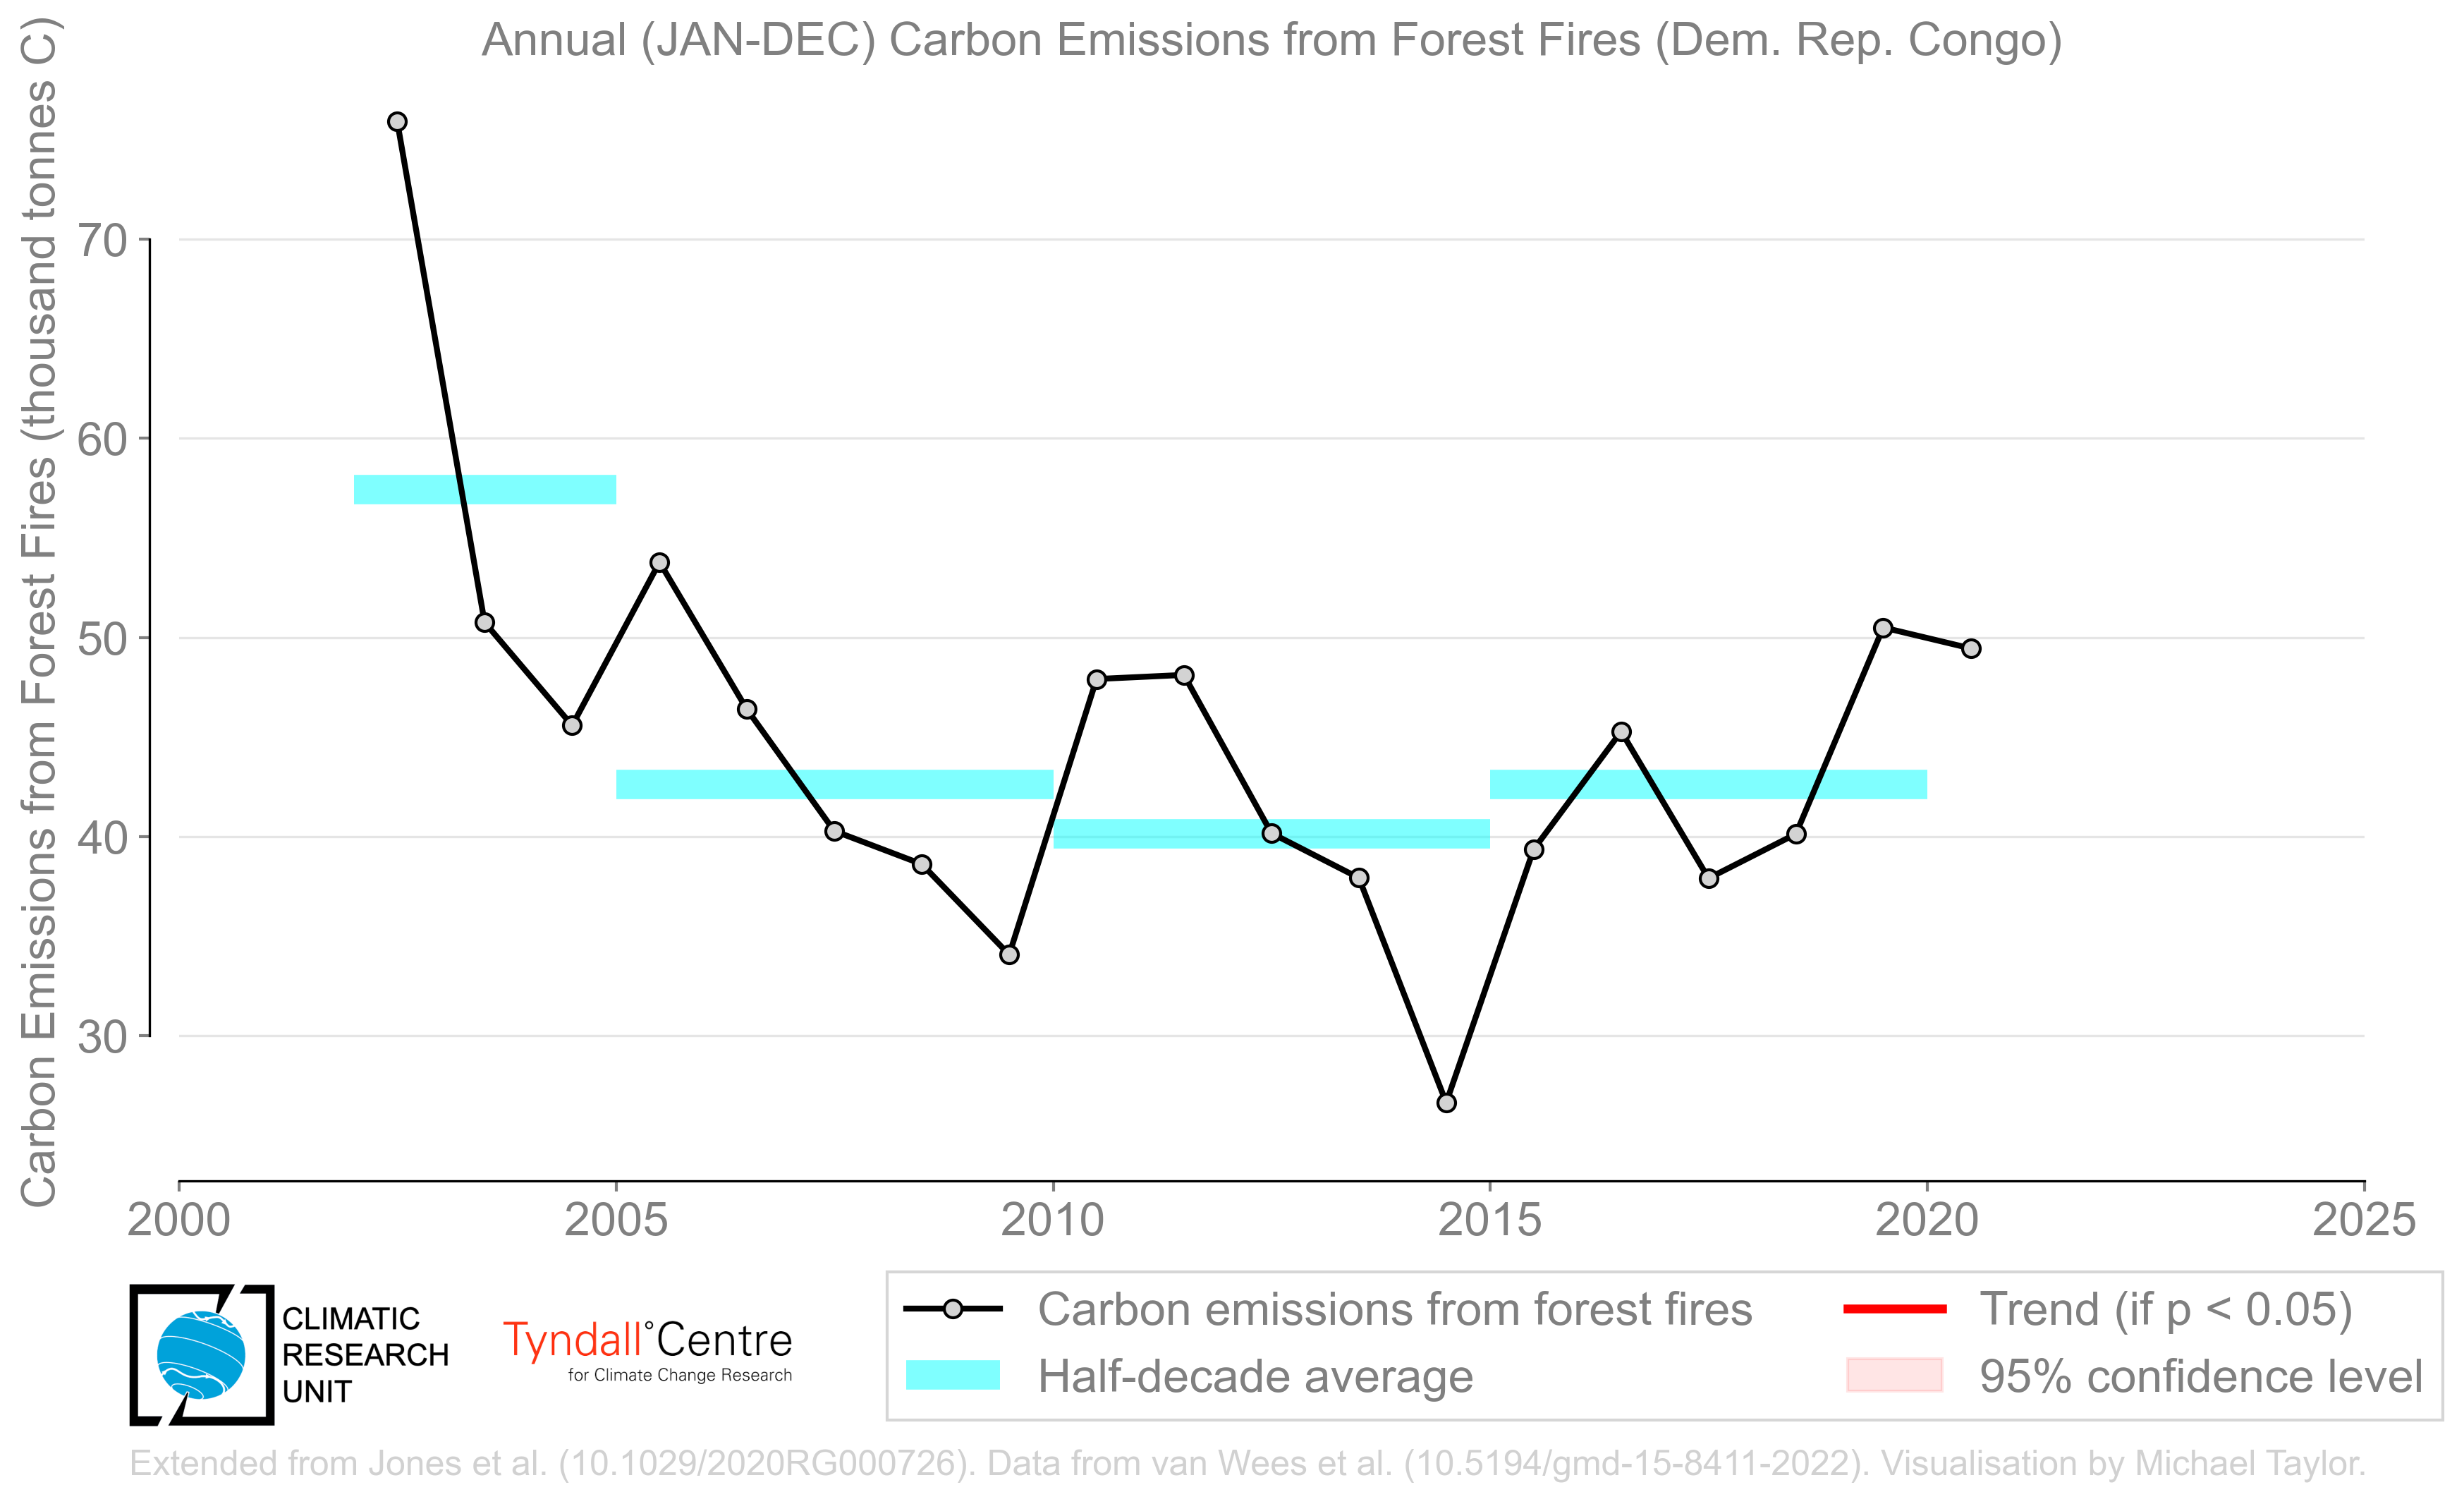 Annual (JAN-DEC) Carbon Emissions from Forest Fires (Dem. Rep. Congo)
Carbon Emissions from Forest Fires (thousand tonnes C)
70
60
50
40
30
2000
2005
2010
2015
2020
2025
CLIMATIC
RESEARCH
UNIT
Tyndall°Centre
for Climate Change Research
Carbon emissions from forest fires
Half-decade average
Trend (if p < 0.05)
95% confidence level
Extended from Jones et al. (10.1029/2020RG000726). Data from van Wees et al. (10.5194/gmd-15-8411-2022). Visualisation by Michael Taylor.